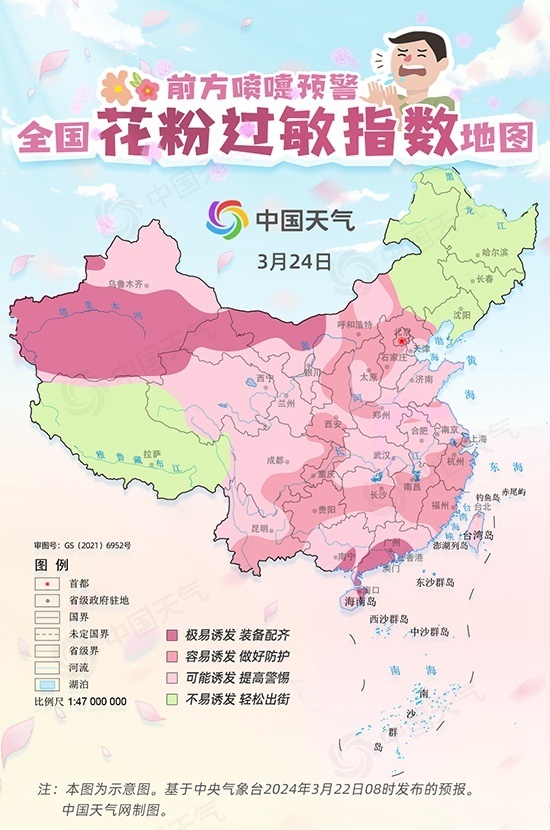 前方喷嚏预警
全国花粉过敏指数地图
中国天气
3月24日
黑龙江
哈尔滨
长春
沈阳
乌鲁木齐
塔里木河
呼和浩特
北京
天津
渤海
黄海
石家庄
太原
济南
银川
黄
河
西宁
兰州
郑州
西安
合肥
南京
上海
拉萨
雅鲁藏布江
成都
重庆
武汉
长
江
杭州
东海
长沙
南昌
钓鱼岛
赤尾屿
贵阳
福州
台北
台湾海峡
台湾岛
昆明
澎湖列岛
南宁
广州
香港
澳门
东沙群岛
海口
海南岛
西沙群岛
中沙群岛
南海
南沙群岛
审图号：GS（2021）6952号
图例
首都
省级政府驻地
国界
未定国界
省级界
河流
湖泊
比例尺 1:47 000 000
极易诱发 装备配齐
容易诱发 做好防护
可能诱发 提高警惕
不易诱发 轻松出街
注：本图为示意图。基于中央气象台2024年3月22日08时发布的预报。
中国天气网制图。